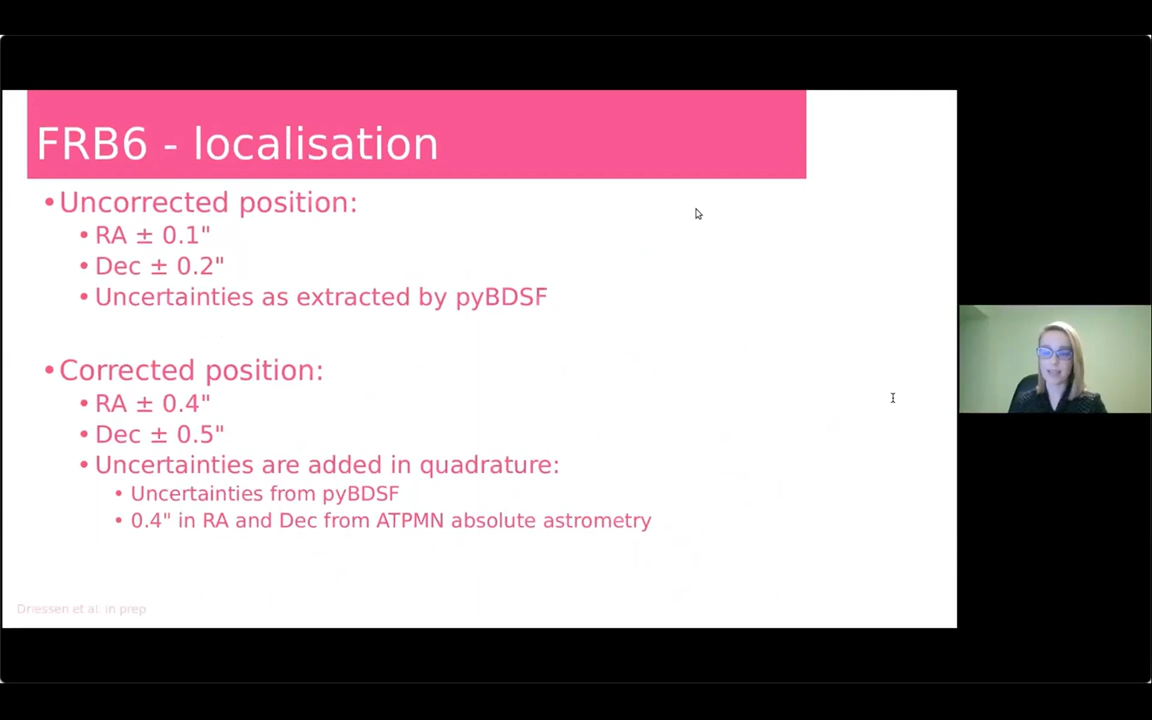 FRB6 - localisation
•Uncorrected position:
•RA ± 0.1"
•Dec ± 0.2"
•Uncertainties as extracted by pyBDSF
•Corrected position:
•RA ± 0.4"
•Dec ± 0.5"
•Uncertainties are added in quadrature:
•Uncertainties from pyBDSF
•0.4" in RA and Dec from ATPMN absolute astrometry
Driessen et al. in prep